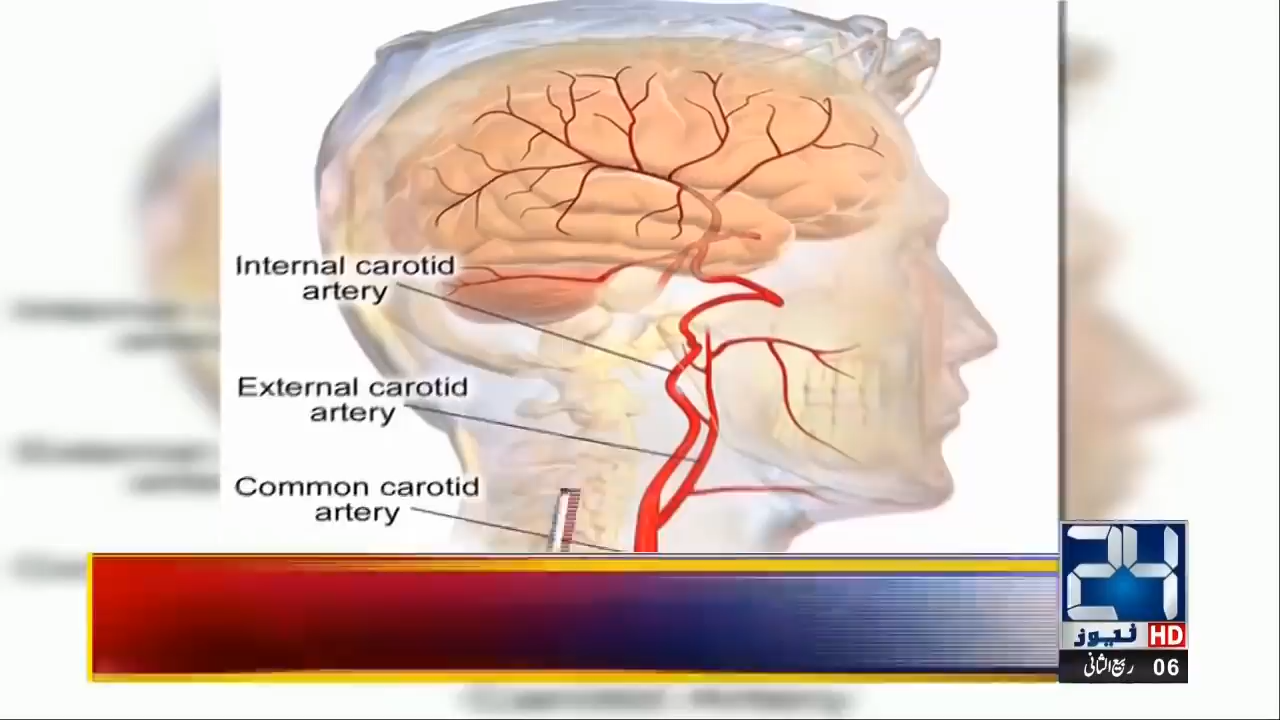 Internal carotid
artery
External carotid
artery
Common carotid
artery
24
نیوز HD
06 ربیع الثانی